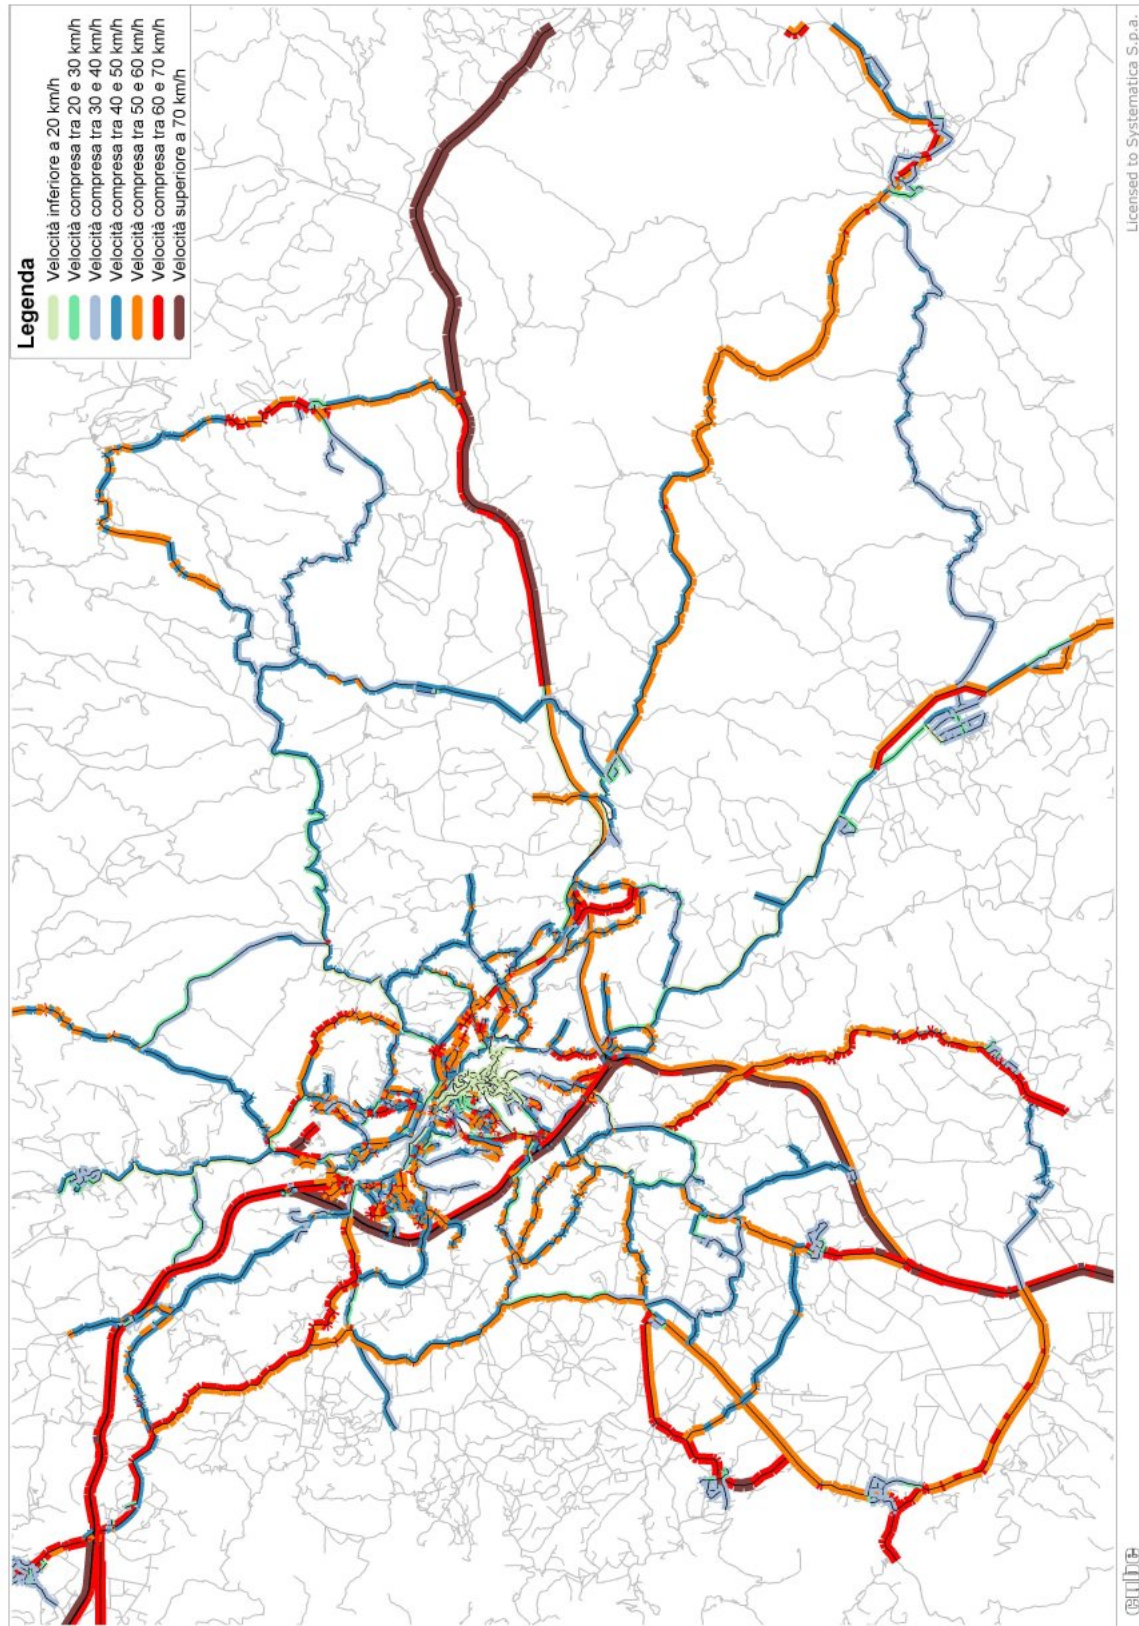 Legenda
Velocità inferiore a 20 km/h
Velocità compresa tra 20 e 30 km/h
Velocità compresa tra 30 e 40 km/h
Velocità compresa tra 40 e 50 km/h
Velocità compresa tra 50 e 60 km/h
Velocità compresa tra 60 e 70 km/h
Velocità superiore a 70 km/h
cube
Licensed to Systematica S.p.a.